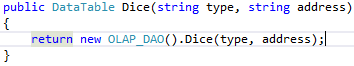 public DataTable Dice(string type, string address)
{
return new OLAP_DAO().Dice(type, address);
}